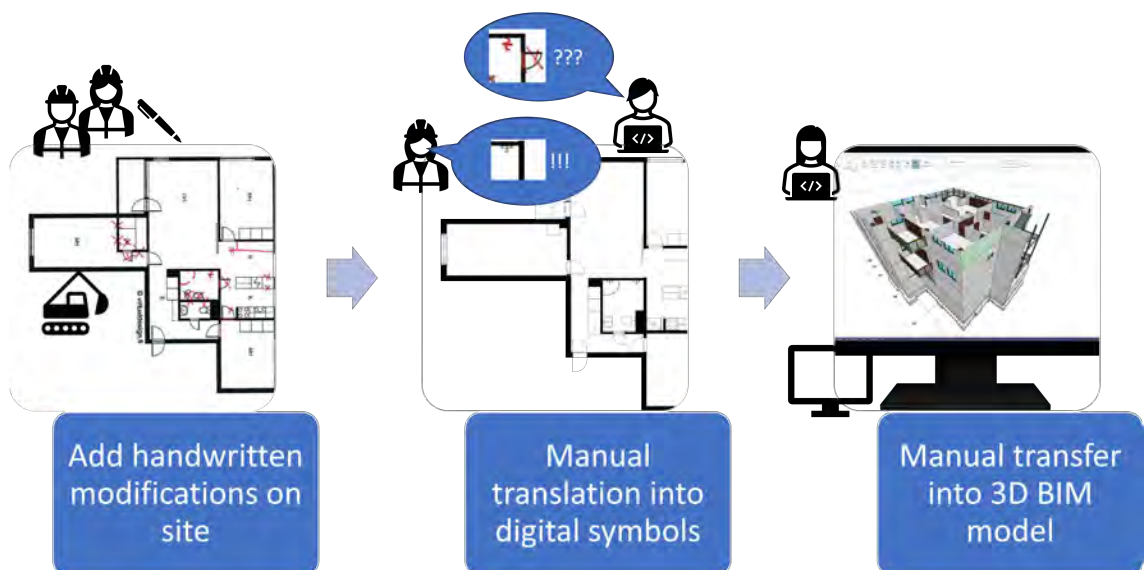 ???
</>
!!!
</>
Add handwritten
modifications on
site
Manual
translation into
digital symbols
Manual transfer
into 3D BIM
model